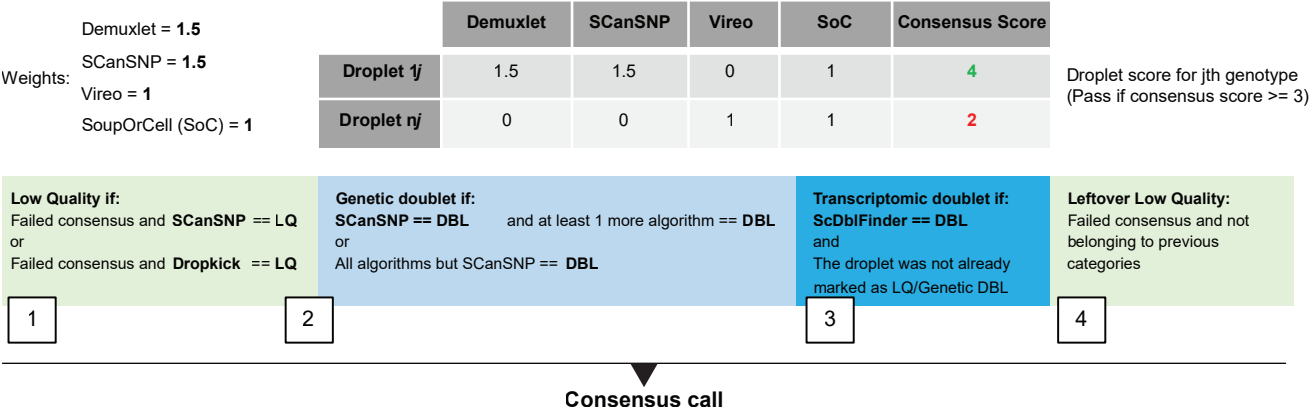 Weights:
Demuxlet = 1.5
SCanSNP = 1.5
Vireo = 1
SoupOrCell (SoC) = 1
Demuxlet SCanSNP Vireo SoC Consensus Score
Droplet 1j 1.5 1.5 0 1 4
Droplet nj 0 0 1 1 2
Droplet score for jth genotype
(Pass if consensus score >= 3)
Low Quality if:
Failed consensus and SCanSNP == LQ
or
Failed consensus and Dropkick == LQ
1
Genetic doublet if:
SCanSNP == DBL and at least 1 more algorithm == DBL
or
All algorithms but SCanSNP == DBL
2
Transcriptomic doublet if:
ScDblFinder == DBL
and
The droplet was not already
marked as LQ/Genetic DBL
3
Leftover Low Quality:
Failed consensus and not
belonging to previous
categories
4
Consensus call